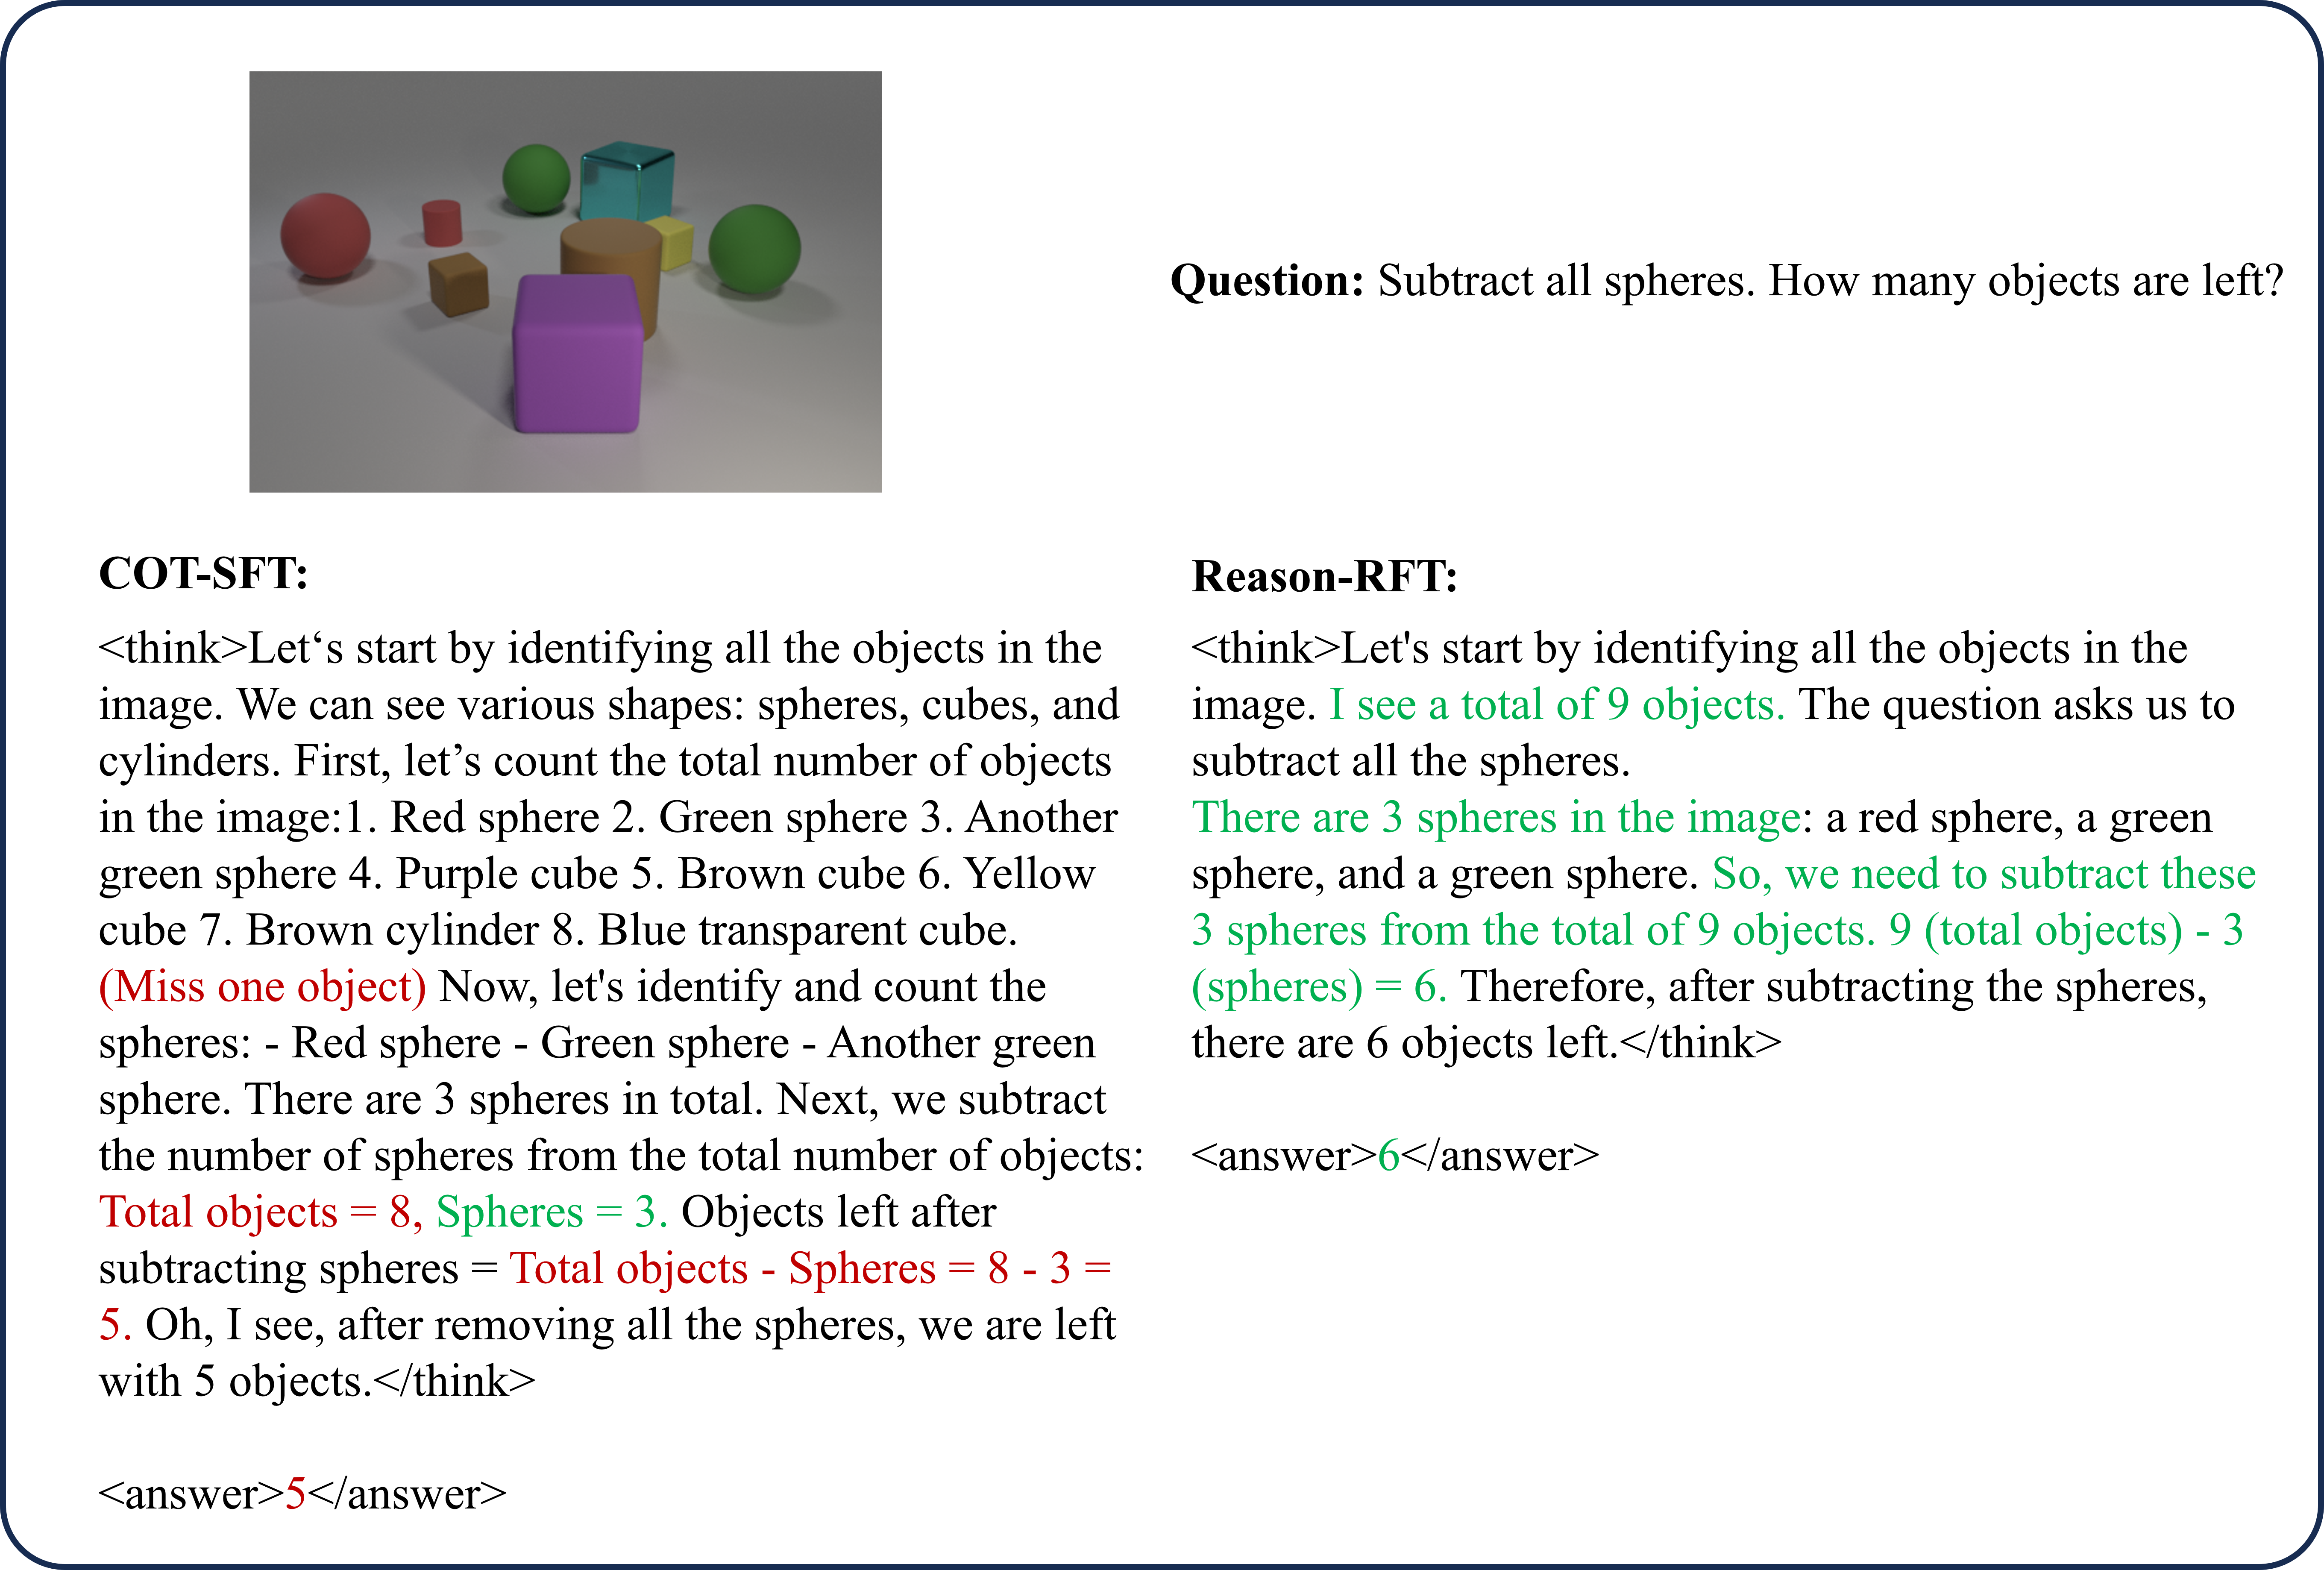 Question: Subtract all spheres. How many objects are left?
COT-SFT:
<think>Let‘s start by identifying all the objects in the
image. We can see various shapes: spheres, cubes, and
cylinders. First, let’s count the total number of objects
in the image:1. Red sphere 2. Green sphere 3. Another
green sphere 4. Purple cube 5. Brown cube 6. Yellow
cube 7. Brown cylinder 8. Blue transparent cube.
(Miss one object) Now, let's identify and count the
spheres: - Red sphere - Green sphere - Another green
sphere. There are 3 spheres in total. Next, we subtract
the number of spheres from the total number of objects:
Total objects = 8, Spheres = 3. Objects left after
subtracting spheres = Total objects - Spheres = 8 - 3 =
5. Oh, I see, after removing all the spheres, we are left
with 5 objects.</think>
<answer>5</answer>
Reason-RFT:
<think>Let's start by identifying all the objects in the
image. I see a total of 9 objects. The question asks us to
subtract all the spheres.
There are 3 spheres in the image: a red sphere, a green
sphere, and a green sphere. So, we need to subtract these
3 spheres from the total of 9 objects. 9 (total objects) - 3
(spheres) = 6. Therefore, after subtracting the spheres,
there are 6 objects left.</think>
<answer>6</answer>